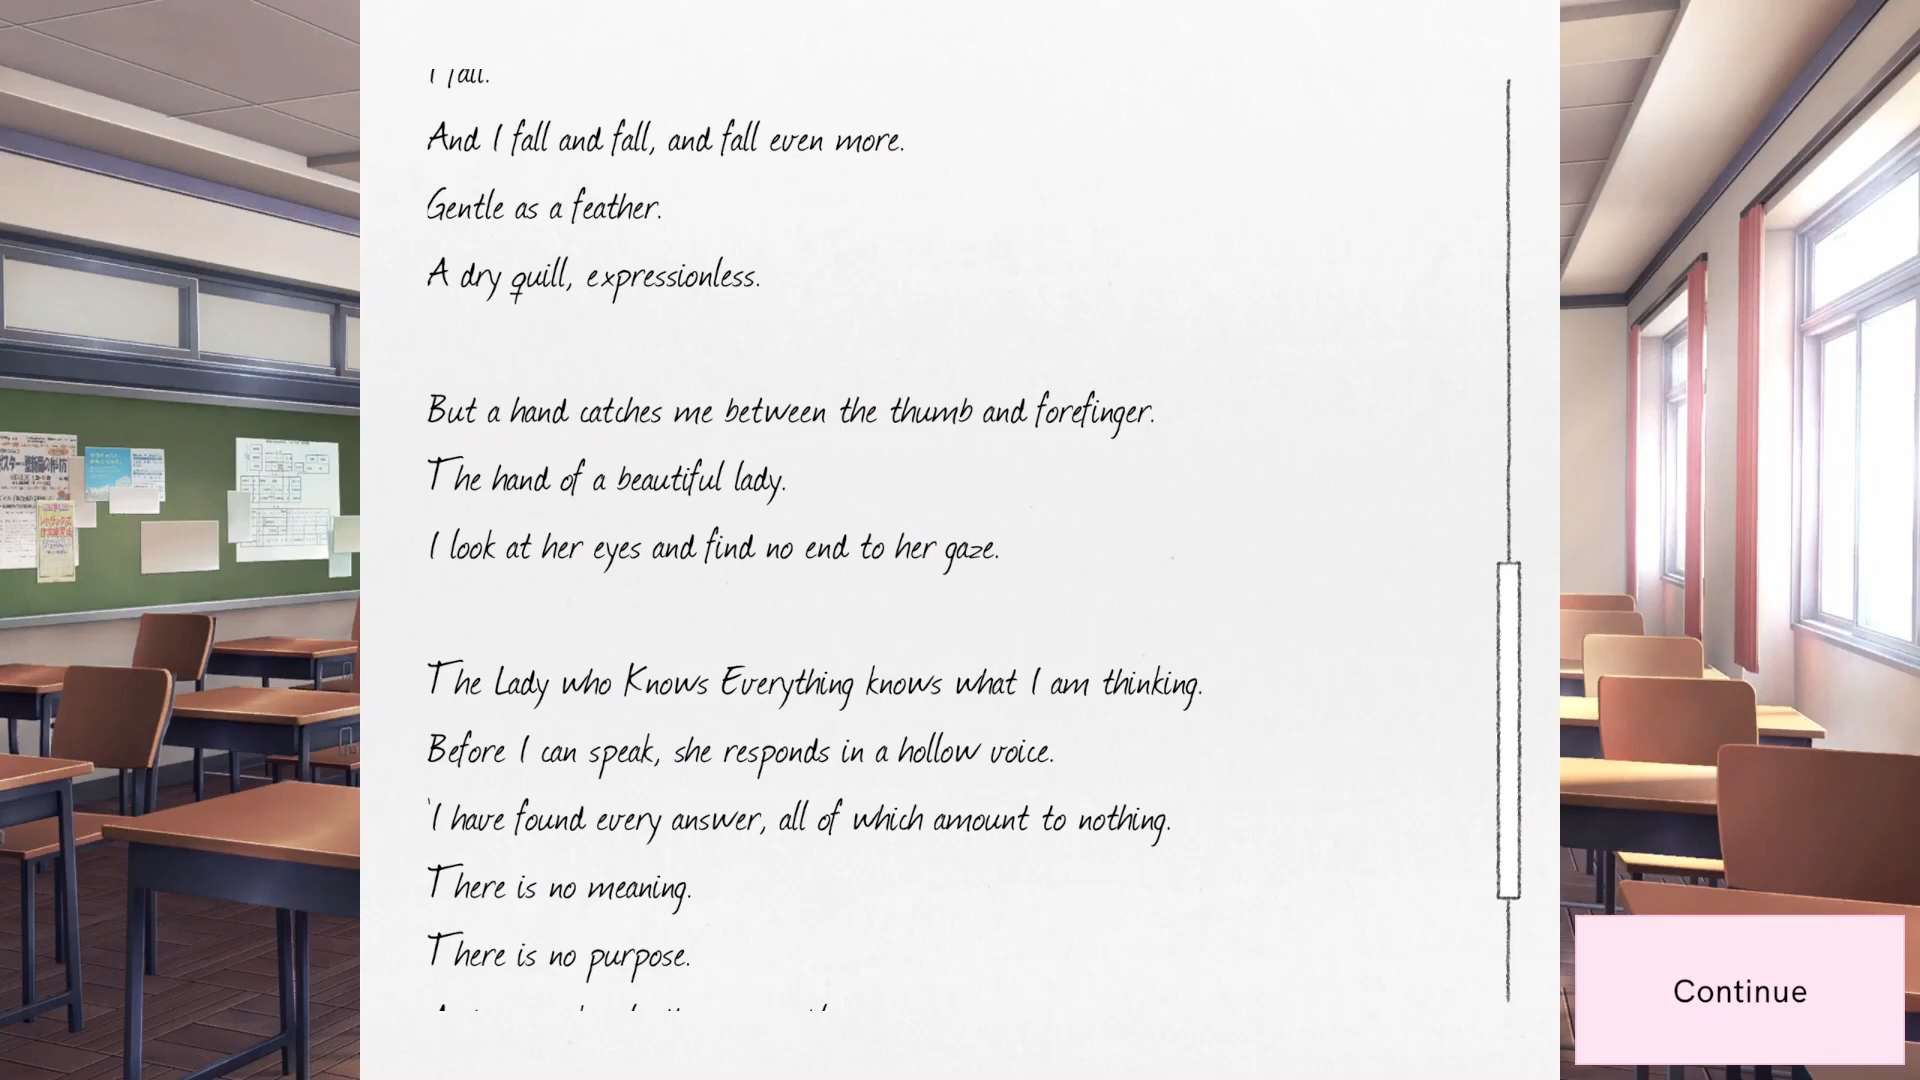 I fall.
And I fall and fall, and fall even more.
Gentle as a feather.
A dry quill, expressionless.
But a hand catches me between the thumb and forefinger.
The hand of a beautiful lady.
I look at her eyes and find no end to her gaze.
The Lady who Knows Everything knows what I am thinking.
Before I can speak, she responds in a hollow voice.
'I have found every answer, all of which amount to nothing.
There is no meaning.
There is no purpose.
Continue